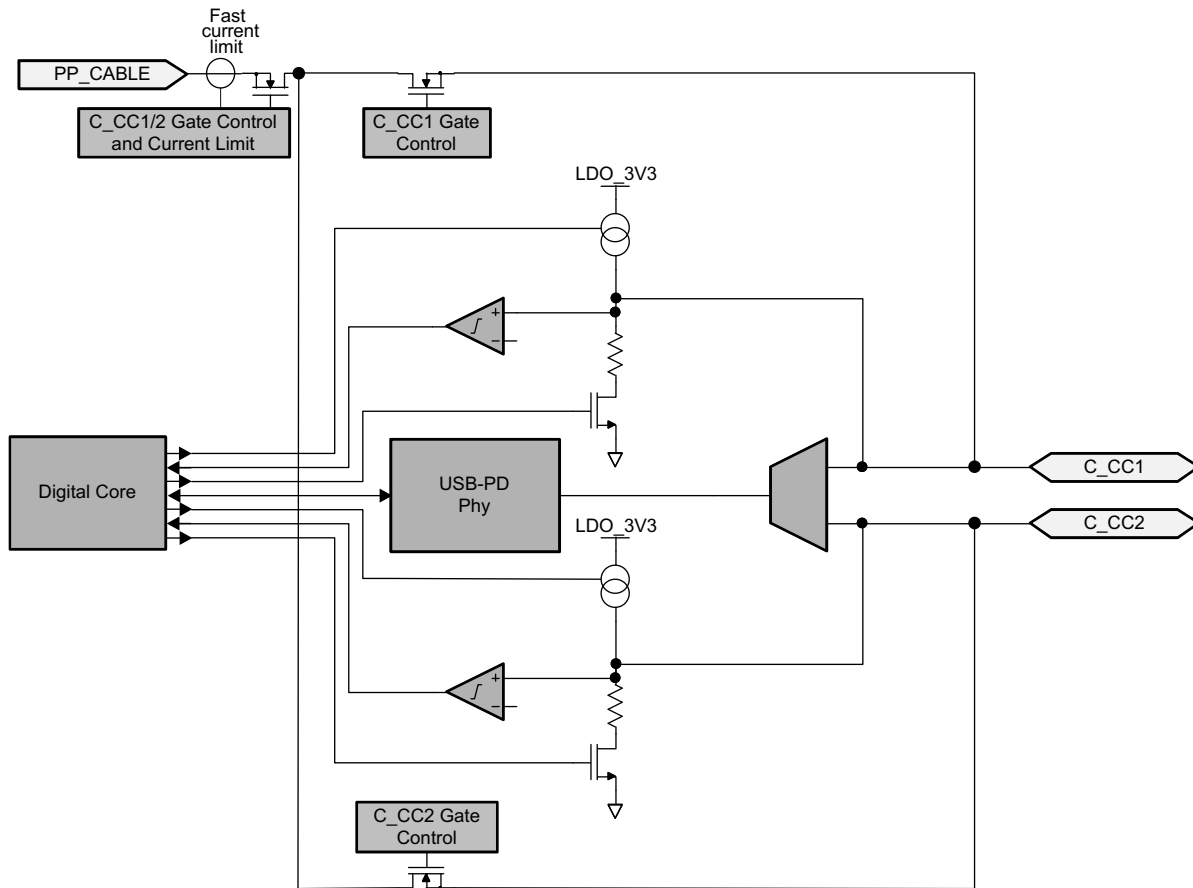 Fast
current
limit
PP_CABLE
C_CC1/2 Gate Control
and Current Limit
C_CC1 Gate
Control
LDO_3V3
+
−
Digital Core
USB-PD
Phy
C_CC1
C_CC2
LDO_3V3
+
−
C_CC2 Gate
Control